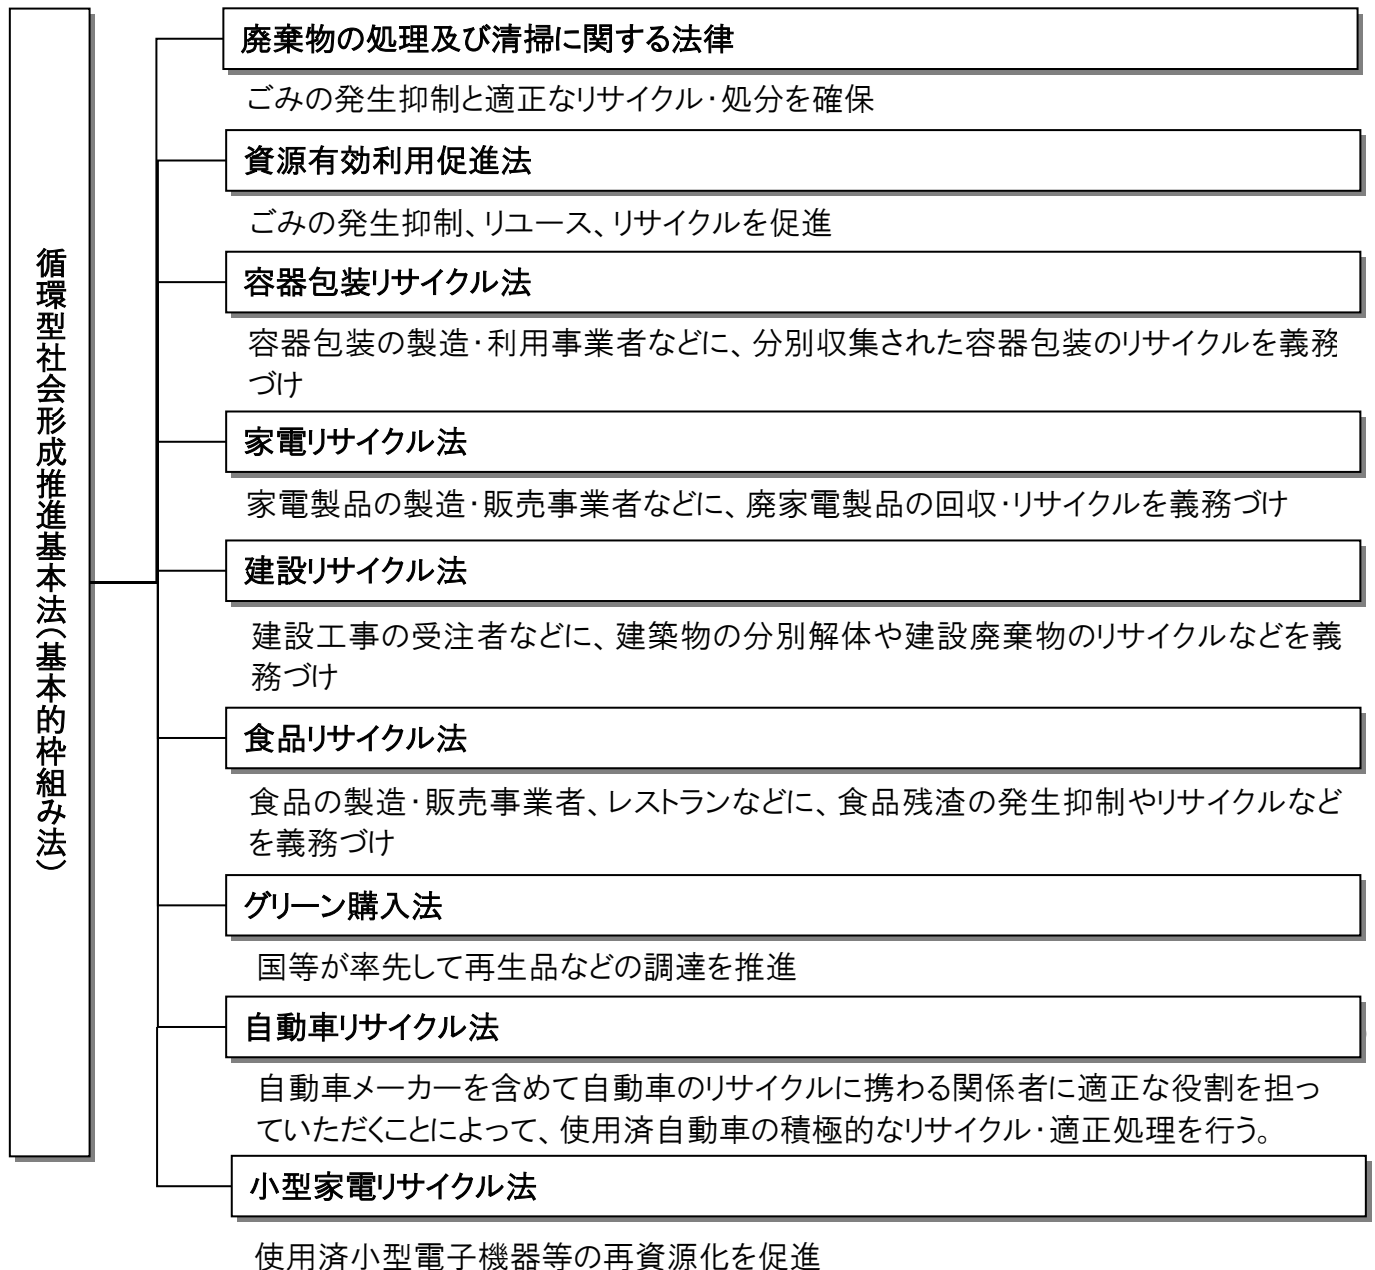 循環型社会形成推進基本法(基本的枠組み法)
廃棄物の処理及び清掃に関する法律
ごみの発生抑制と適正なリサイクル・処分を確保
資源有効利用促進法
ごみの発生抑制、リユース、リサイクルを促進
容器包装リサイクル法
容器包装の製造・利用事業者などに、分別収集された容器包装のリサイクルを義務
づけ
家電リサイクル法
家電製品の製造・販売事業者などに、廃家電製品の回収・リサイクルを義務づけ
建設リサイクル法
建設工事の受注者などに、建築物の分別解体や建設廃棄物のリサイクルなどを義
務づけ
食品リサイクル法
食品の製造・販売事業者、レストランなどに、食品残渣の発生抑制やリサイクルなど
を義務づけ
グリーン購入法
国等が率先して再生品などの調達を推進
自動車リサイクル法
自動車メーカーを含めて自動車のリサイクルに携わる関係者に適正な役割を担っ
ていただくことによって、使用済自動車の積極的なリサイクル・適正処理を行う。
小型家電リサイクル法
使用済小型電子機器等の再資源化を促進